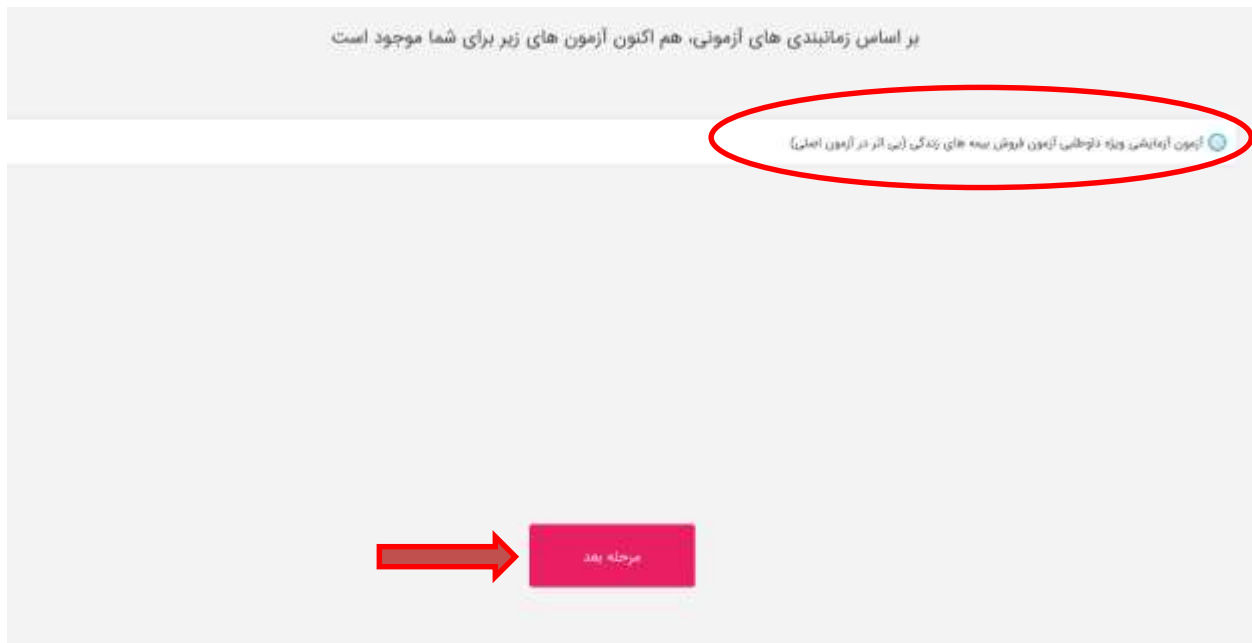 بر اساس زمانبندی های آزمونی، هم اکنون آزمون های زیر برای شما موجود است
آزمون آزمایشی ویژه داوطلبی آزمون فروش بیمه های زندگی (بی اثر در آزمون اصلی)
مرحله بعد